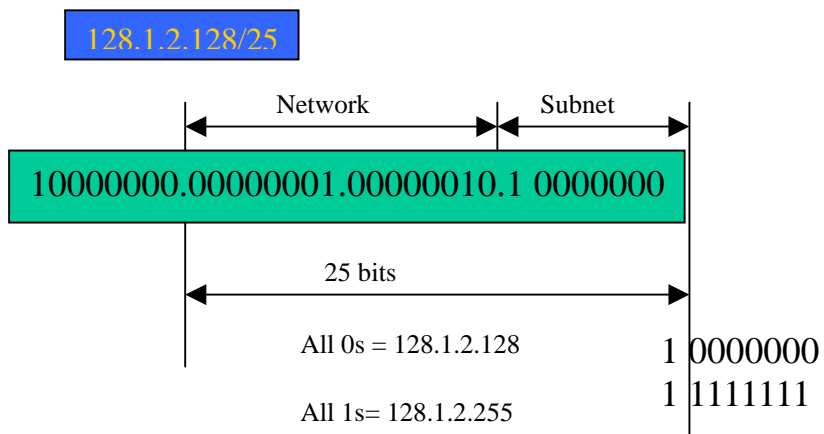 128.1.2.128/25
Network Subnet
10000000.00000001.00000010.1 0000000
25 bits
All 0s = 128.1.2.128
1 0000000
1 1111111
All 1s= 128.1.2.255